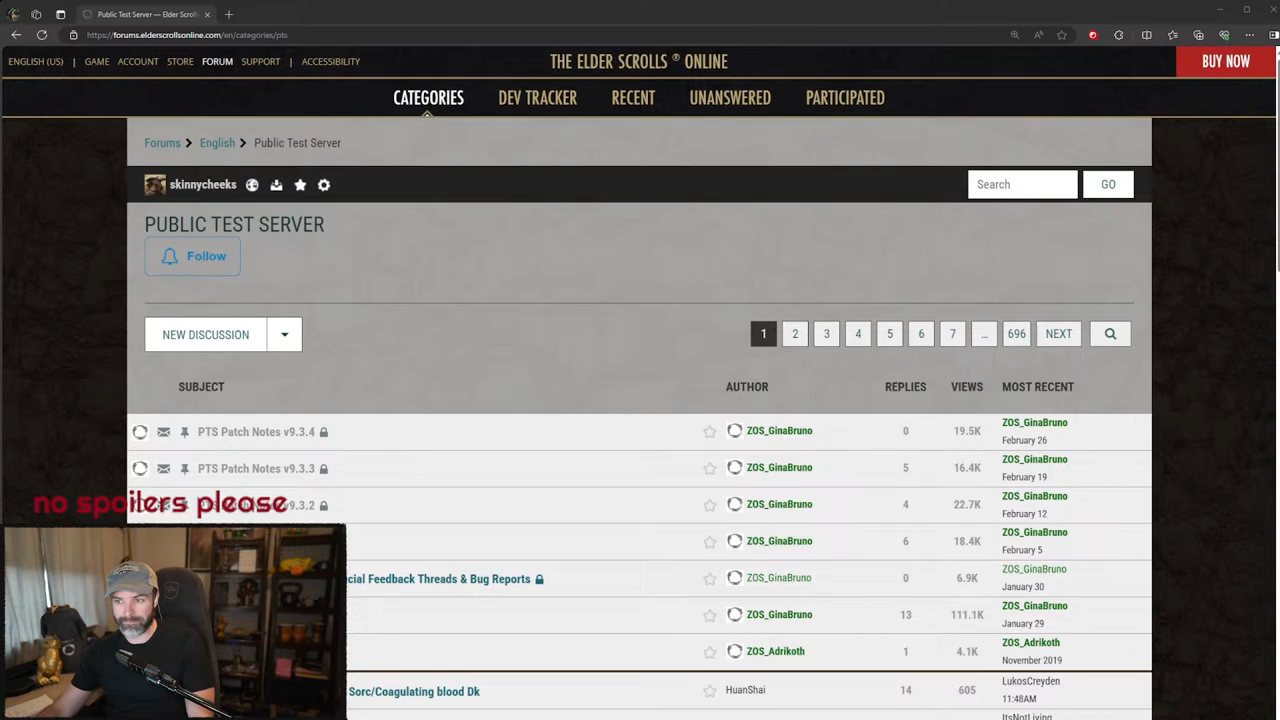 Public Test Server — Elder Scroll
https://forums.elderscrollsonline.com/en/categories/pts
ENGLISH (US) | GAME ACCOUNT STORE FORUM SUPPORT | ACCESSIBILITY
THE ELDER SCROLLS ® ONLINE
BUY NOW
CATEGORIES DEV TRACKER RECENT UNANSWERED PARTICIPATED
Forums > English > Public Test Server
skinnycheeks
Search GO
PUBLIC TEST SERVER
Follow
NEW DISCUSSION
1 2 3 4 5 6 7 … 696 NEXT
SUBJECT AUTHOR REPLIES VIEWS MOST RECENT
PTS Patch Notes v9.3.4 ZOS_GinaBruno 0 19.5K ZOS_GinaBruno
February 26
PTS Patch Notes v9.3.3 ZOS_GinaBruno 5 16.4K ZOS_GinaBruno
February 19
no spoilers please
ZOS_GinaBruno 4 22.7K ZOS_GinaBruno
February 12
ZOS_GinaBruno 6 18.4K ZOS_GinaBruno
February 5
cial Feedback Threads & Bug Reports ZOS_GinaBruno 0 6.9K ZOS_GinaBruno
January 30
ZOS_GinaBruno 13 111.1K ZOS_GinaBruno
January 29
ZOS_Adrikoth 1 4.1K ZOS_Adrikoth
November 2019
Sorc/Coagulating blood Dk HuanShai 14 605 LukosCreyden
11:48AM
ItsNotLiving